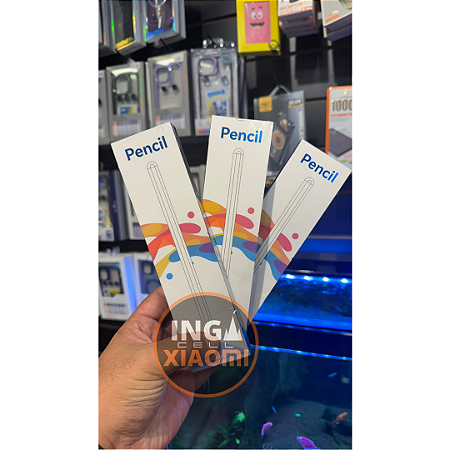 Pencil
Pencil
Pencil
1000
INGA
CELL
XIAOMI